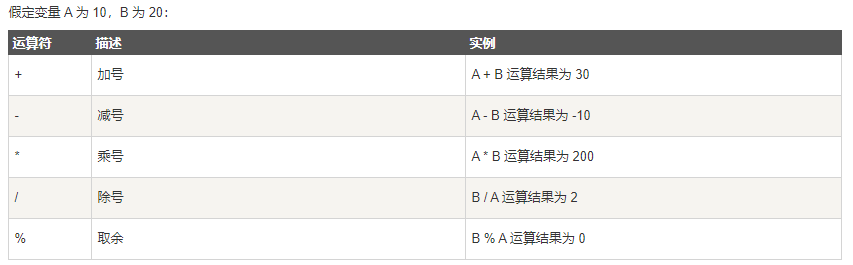 假定变量 A 为 10，B 为 20：
运算符 描述 实例
+ 加号 A + B 运算结果为 30
- 减号 A - B 运算结果为 -10
* 乘号 A * B 运算结果为 200
/ 除号 B / A 运算结果为 2
% 取余 B % A 运算结果为 0